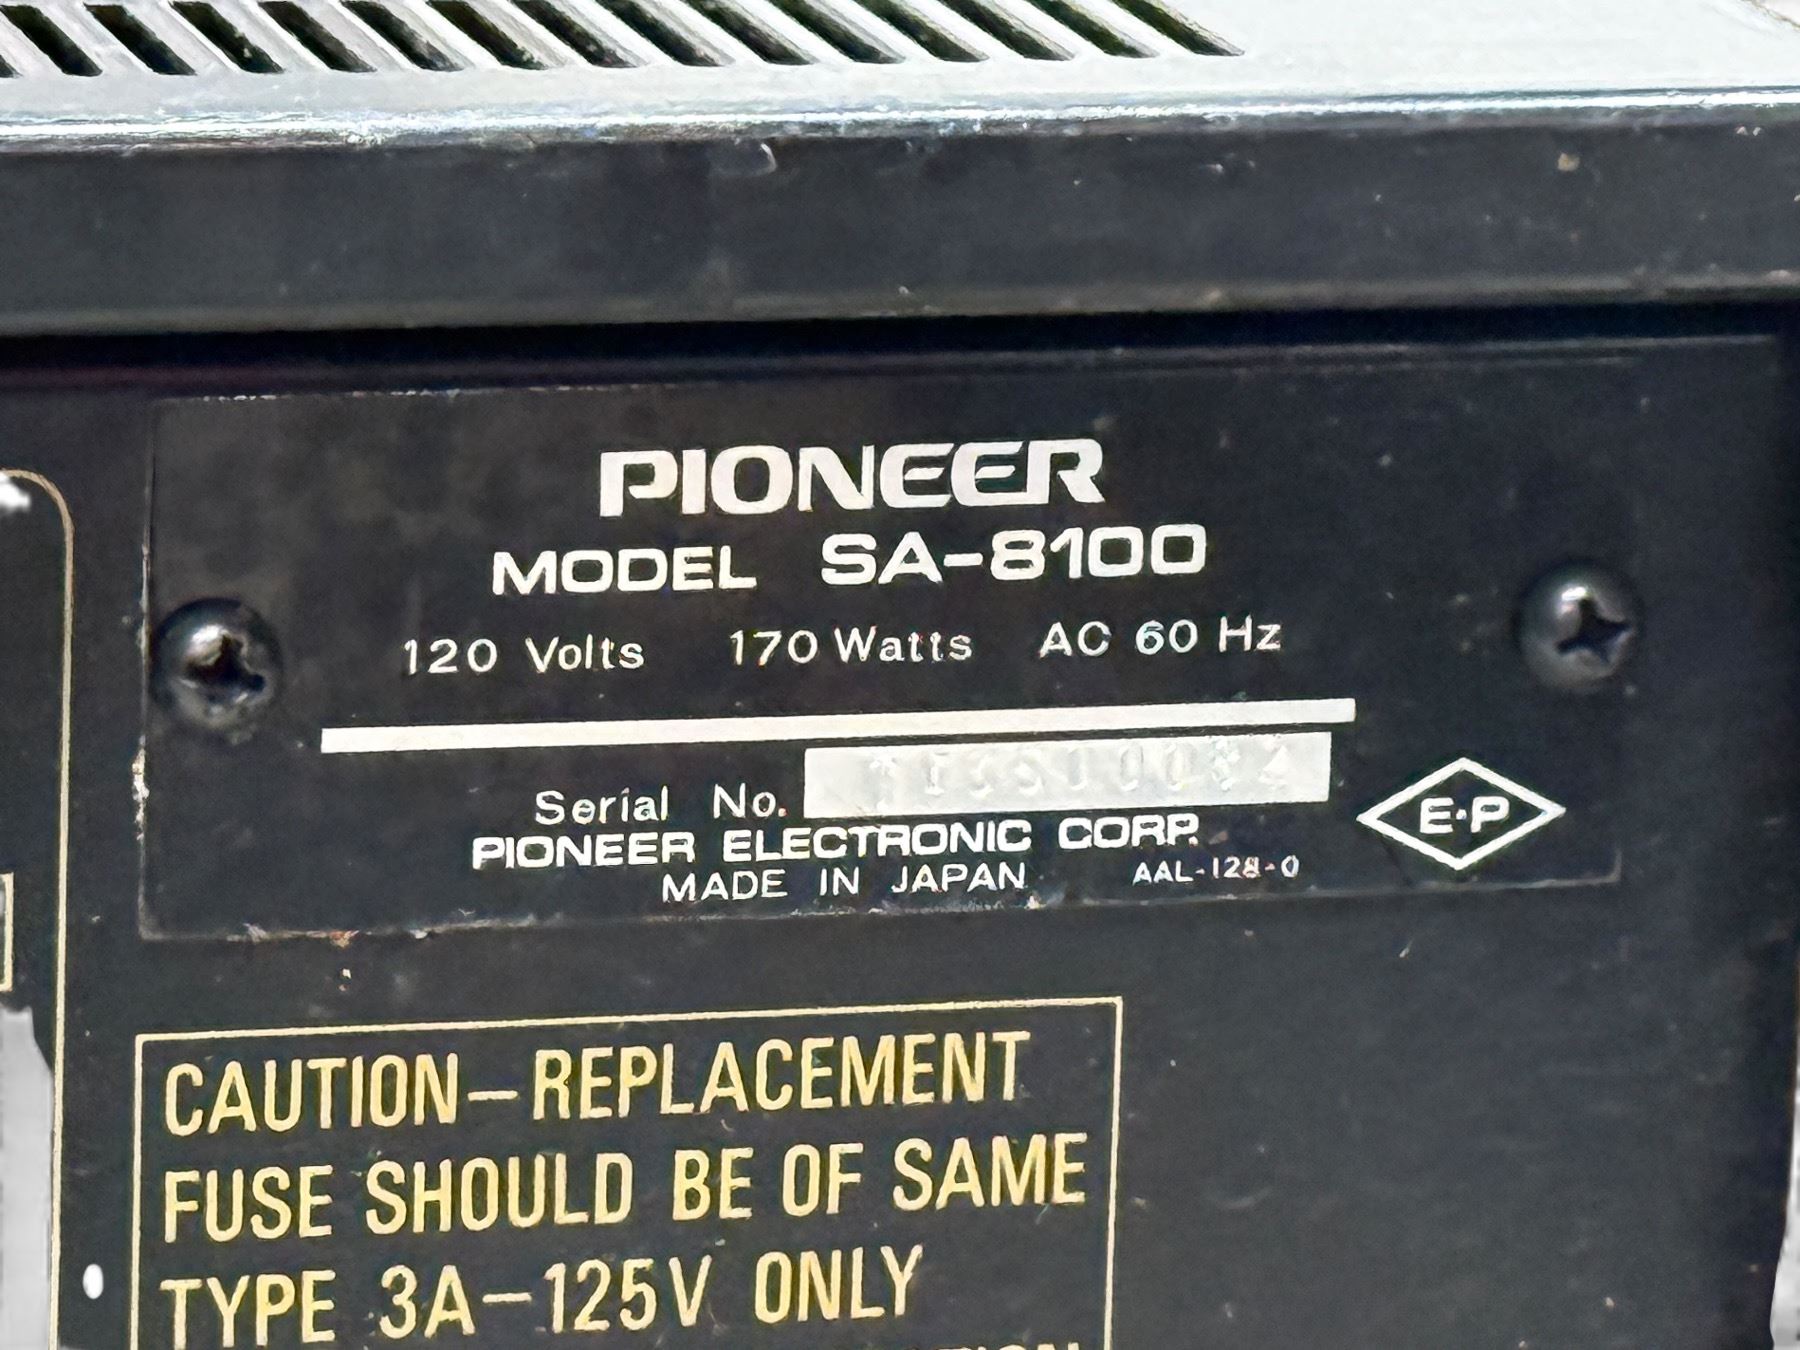 PIONEER
MODEL SA-8100
120 Volts 170 Watts AC 60 Hz
Serial No.
E·P
PIONEER ELECTRONIC CORP.
MADE IN JAPAN AAL-128-0
CAUTION—REPLACEMENT
FUSE SHOULD BE OF SAME
TYPE 3A—125V ONLY